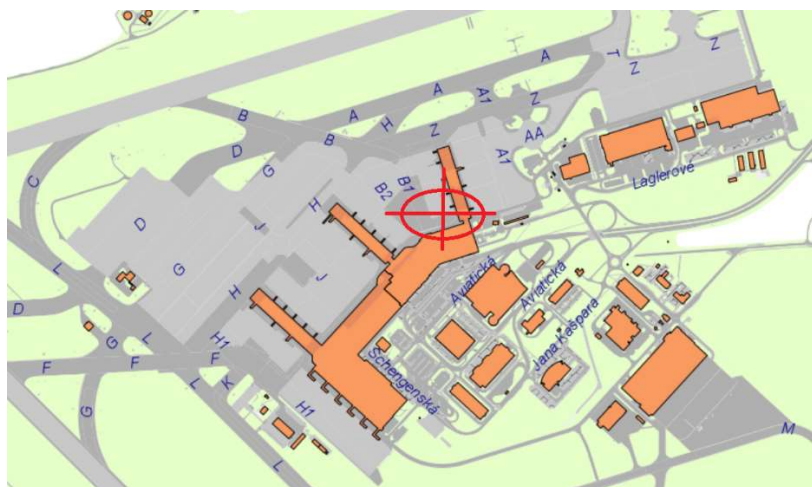 Z
T
Z
A
A
A1
Z
A
B
H
B
Z
AA
D
A1
G
Laglerové
C
B1
B2
H
D
J
G
J
L
Aviatická
Aviatická
H
D
Jana Kašpara
L
G
H1
Schengenská
F
F
F
L
K
H1
G
L
M